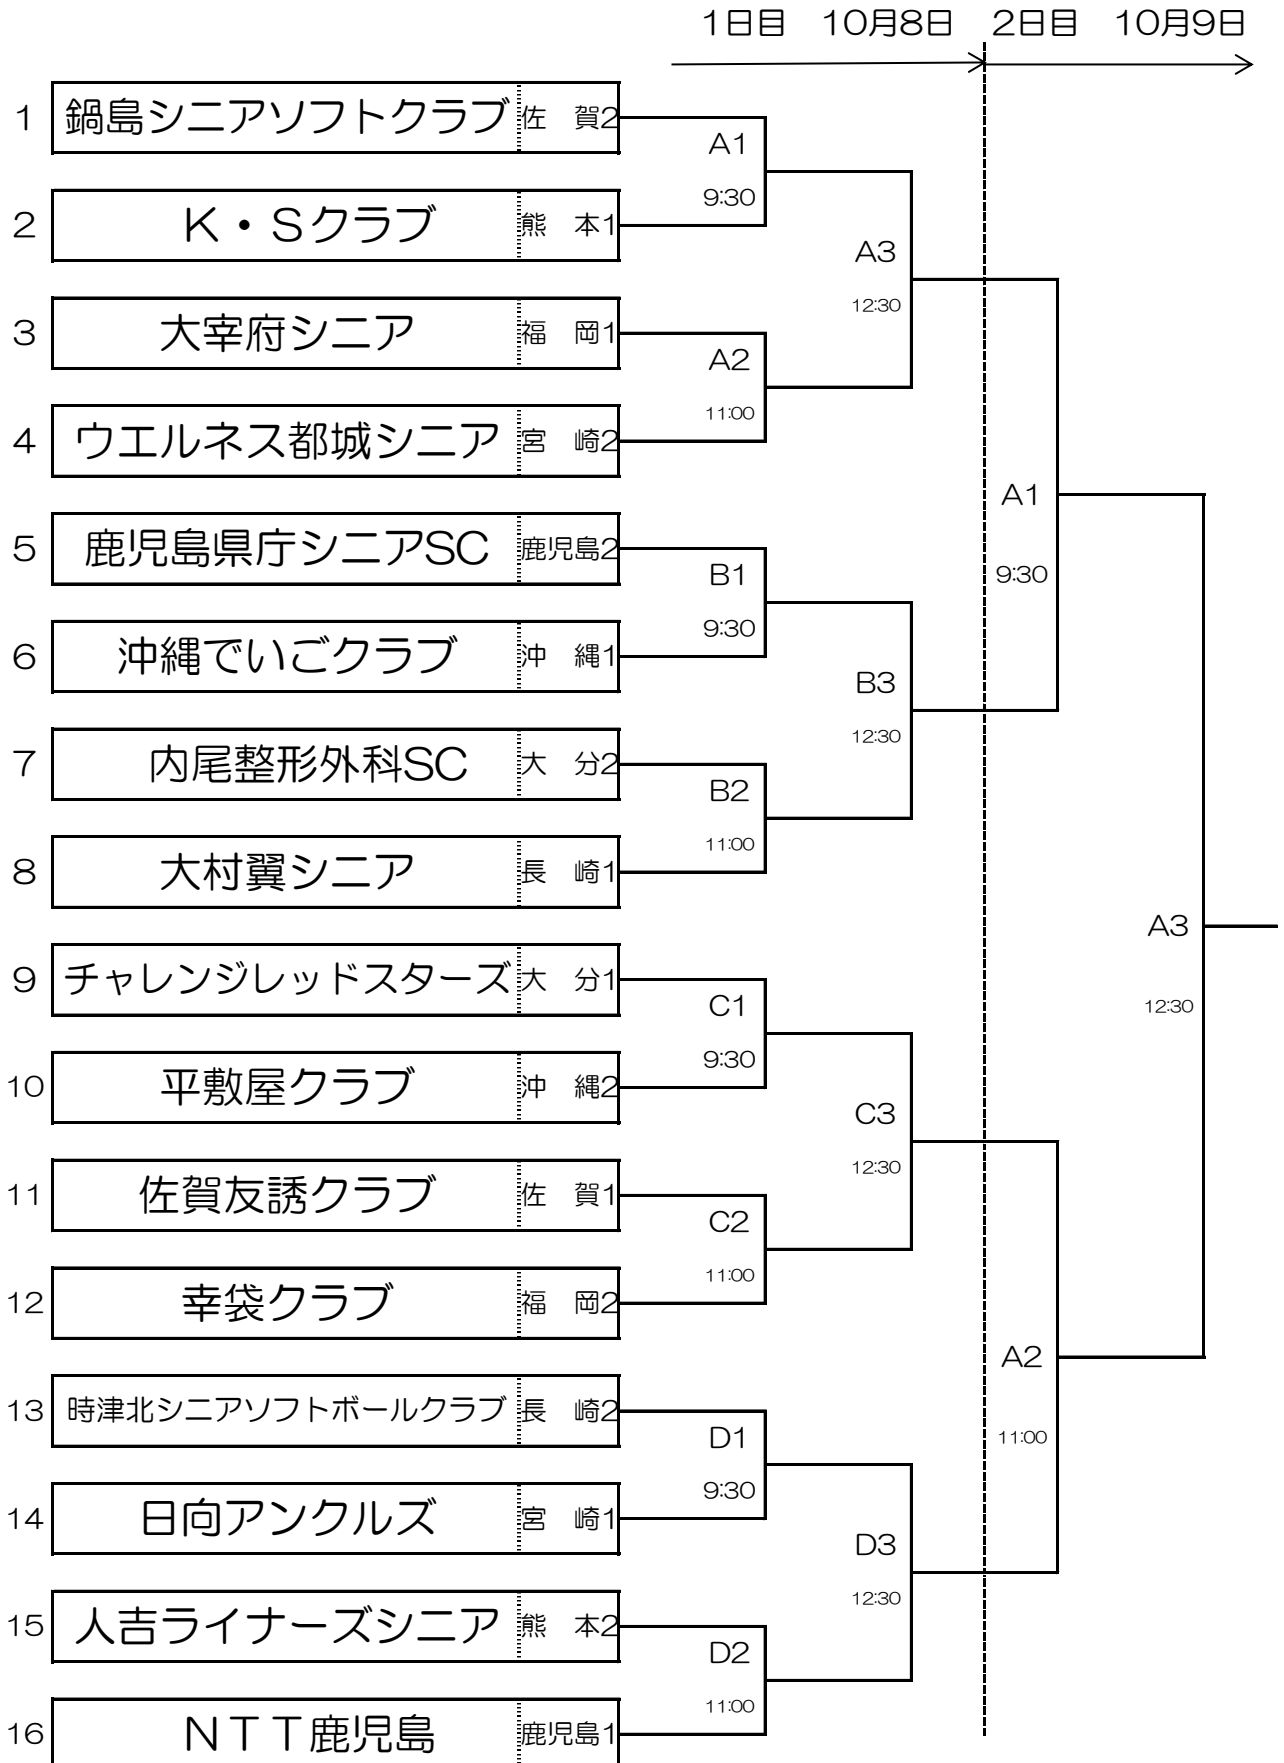 1日目　10月8日　2日目　10月9日
1 鍋島シニアソフトクラブ 佐　賀2
A1
9:30
2 K・Sクラブ 熊　本1
A3
12:30
3 大宰府シニア 福　岡1
A2
11:00
4 ウエルネス都城シニア 宮　崎2
A1
9:30
5 鹿児島県庁シニアSC 鹿児島2
B1
9:30
6 沖縄でいごクラブ 沖　縄1
B3
12:30
7 内尾整形外科SC 大　分2
B2
11:00
8 大村翼シニア 長　崎1
A3
12:30
9 チャレンジレッドスターズ 大　分1
C1
9:30
10 平敷屋クラブ 沖　縄2
C3
12:30
11 佐賀友誘クラブ 佐　賀1
C2
11:00
12 幸袋クラブ 福　岡2
A2
11:00
13 時津北シニアソフトボールクラブ 長　崎2
D1
9:30
14 日向アンクルズ 宮　崎1
D3
12:30
15 人吉ライナーズシニア 熊　本2
D2
11:00
16 NTT鹿児島 鹿児島1